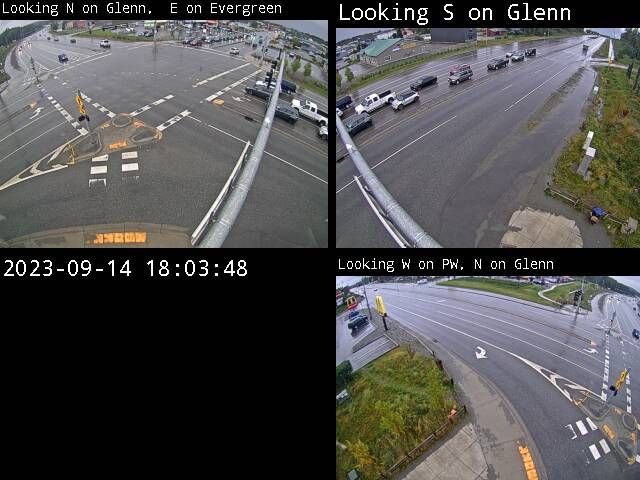 Looking N on Glenn, E on Evergreen
Looking S on Glenn
2023-09-14 18:03:48
Looking W on PW, N on Glenn